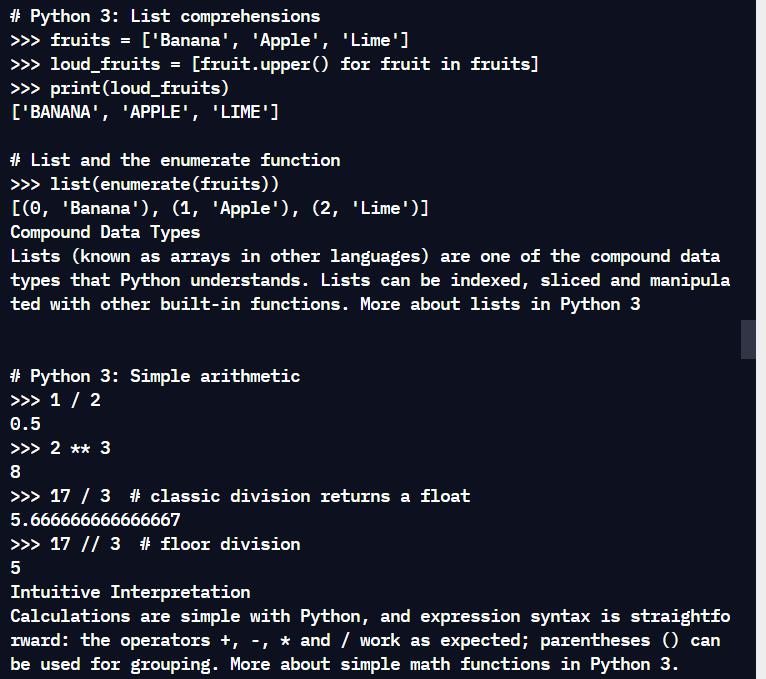 # Python 3: List comprehensions
>>> fruits = ['Banana', 'Apple', 'Lime']
>>> loud_fruits = [fruit.upper() for fruit in fruits]
>>> print(loud_fruits)
['BANANA', 'APPLE', 'LIME']

# List and the enumerate function
>>> list(enumerate(fruits))
[(0, 'Banana'), (1, 'Apple'), (2, 'Lime')]
Compound Data Types
Lists (known as arrays in other languages) are one of the compound data
types that Python understands. Lists can be indexed, sliced and manipula
ted with other built-in functions. More about lists in Python 3

# Python 3: Simple arithmetic
>>> 1 / 2
0.5
>>> 2 ** 3
8
>>> 17 / 3  # classic division returns a float
5.666666666666667
>>> 17 // 3  # floor division
5
Intuitive Interpretation
Calculations are simple with Python, and expression syntax is straightfo
rward: the operators +, -, * and / work as expected; parentheses () can
be used for grouping. More about simple math functions in Python 3.